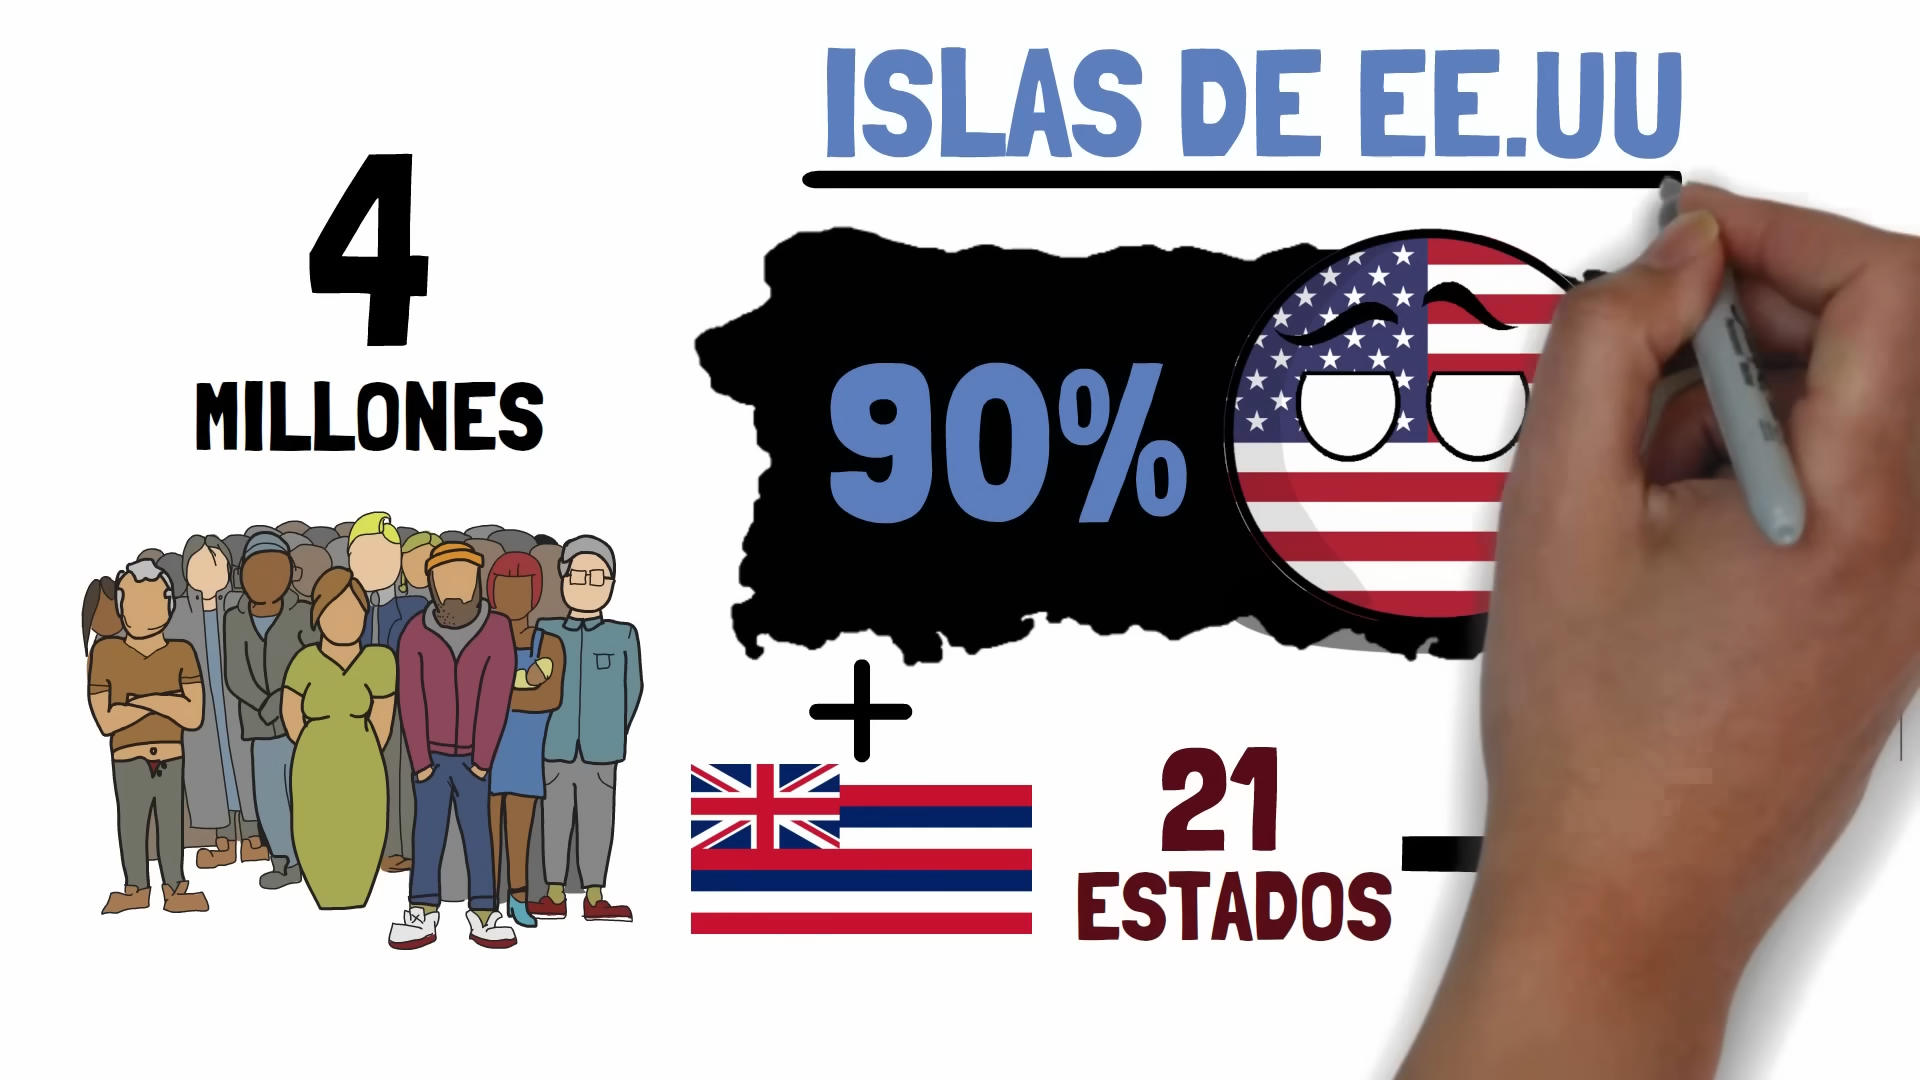 ISLAS DE EE.UU
4
MILLONES
90%
21
ESTADOS